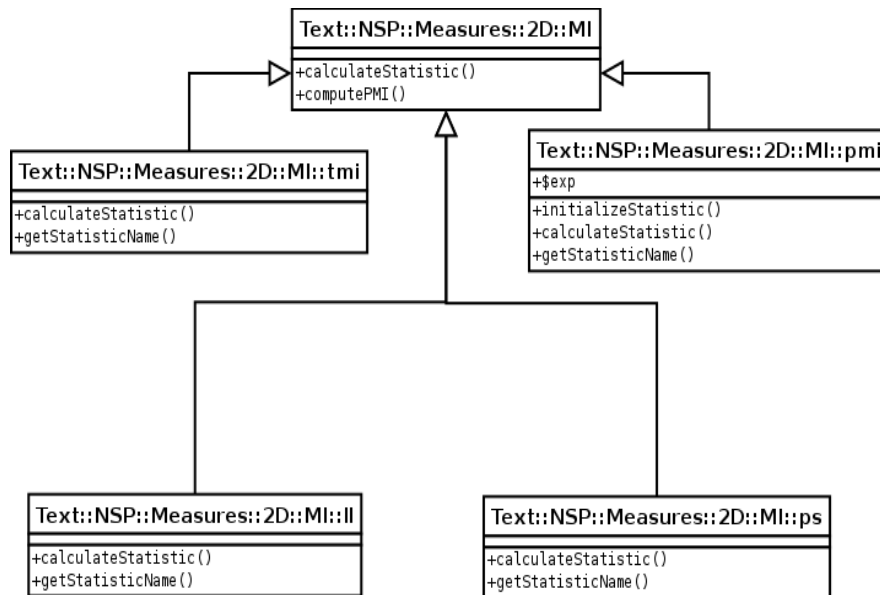 Text::NSP::Measures::2D::MI
+calculateStatistic()
+computePMI()
Text::NSP::Measures::2D::MI::tmi
+calculateStatistic()
+getStatisticName()
Text::NSP::Measures::2D::MI::pmi
+$exp
+initializeStatistic()
+calculateStatistic()
+getStatisticName()
Text::NSP::Measures::2D::MI::ll
+calculateStatistic()
+getStatisticName()
Text::NSP::Measures::2D::MI::ps
+calculateStatistic()
+getStatisticName()